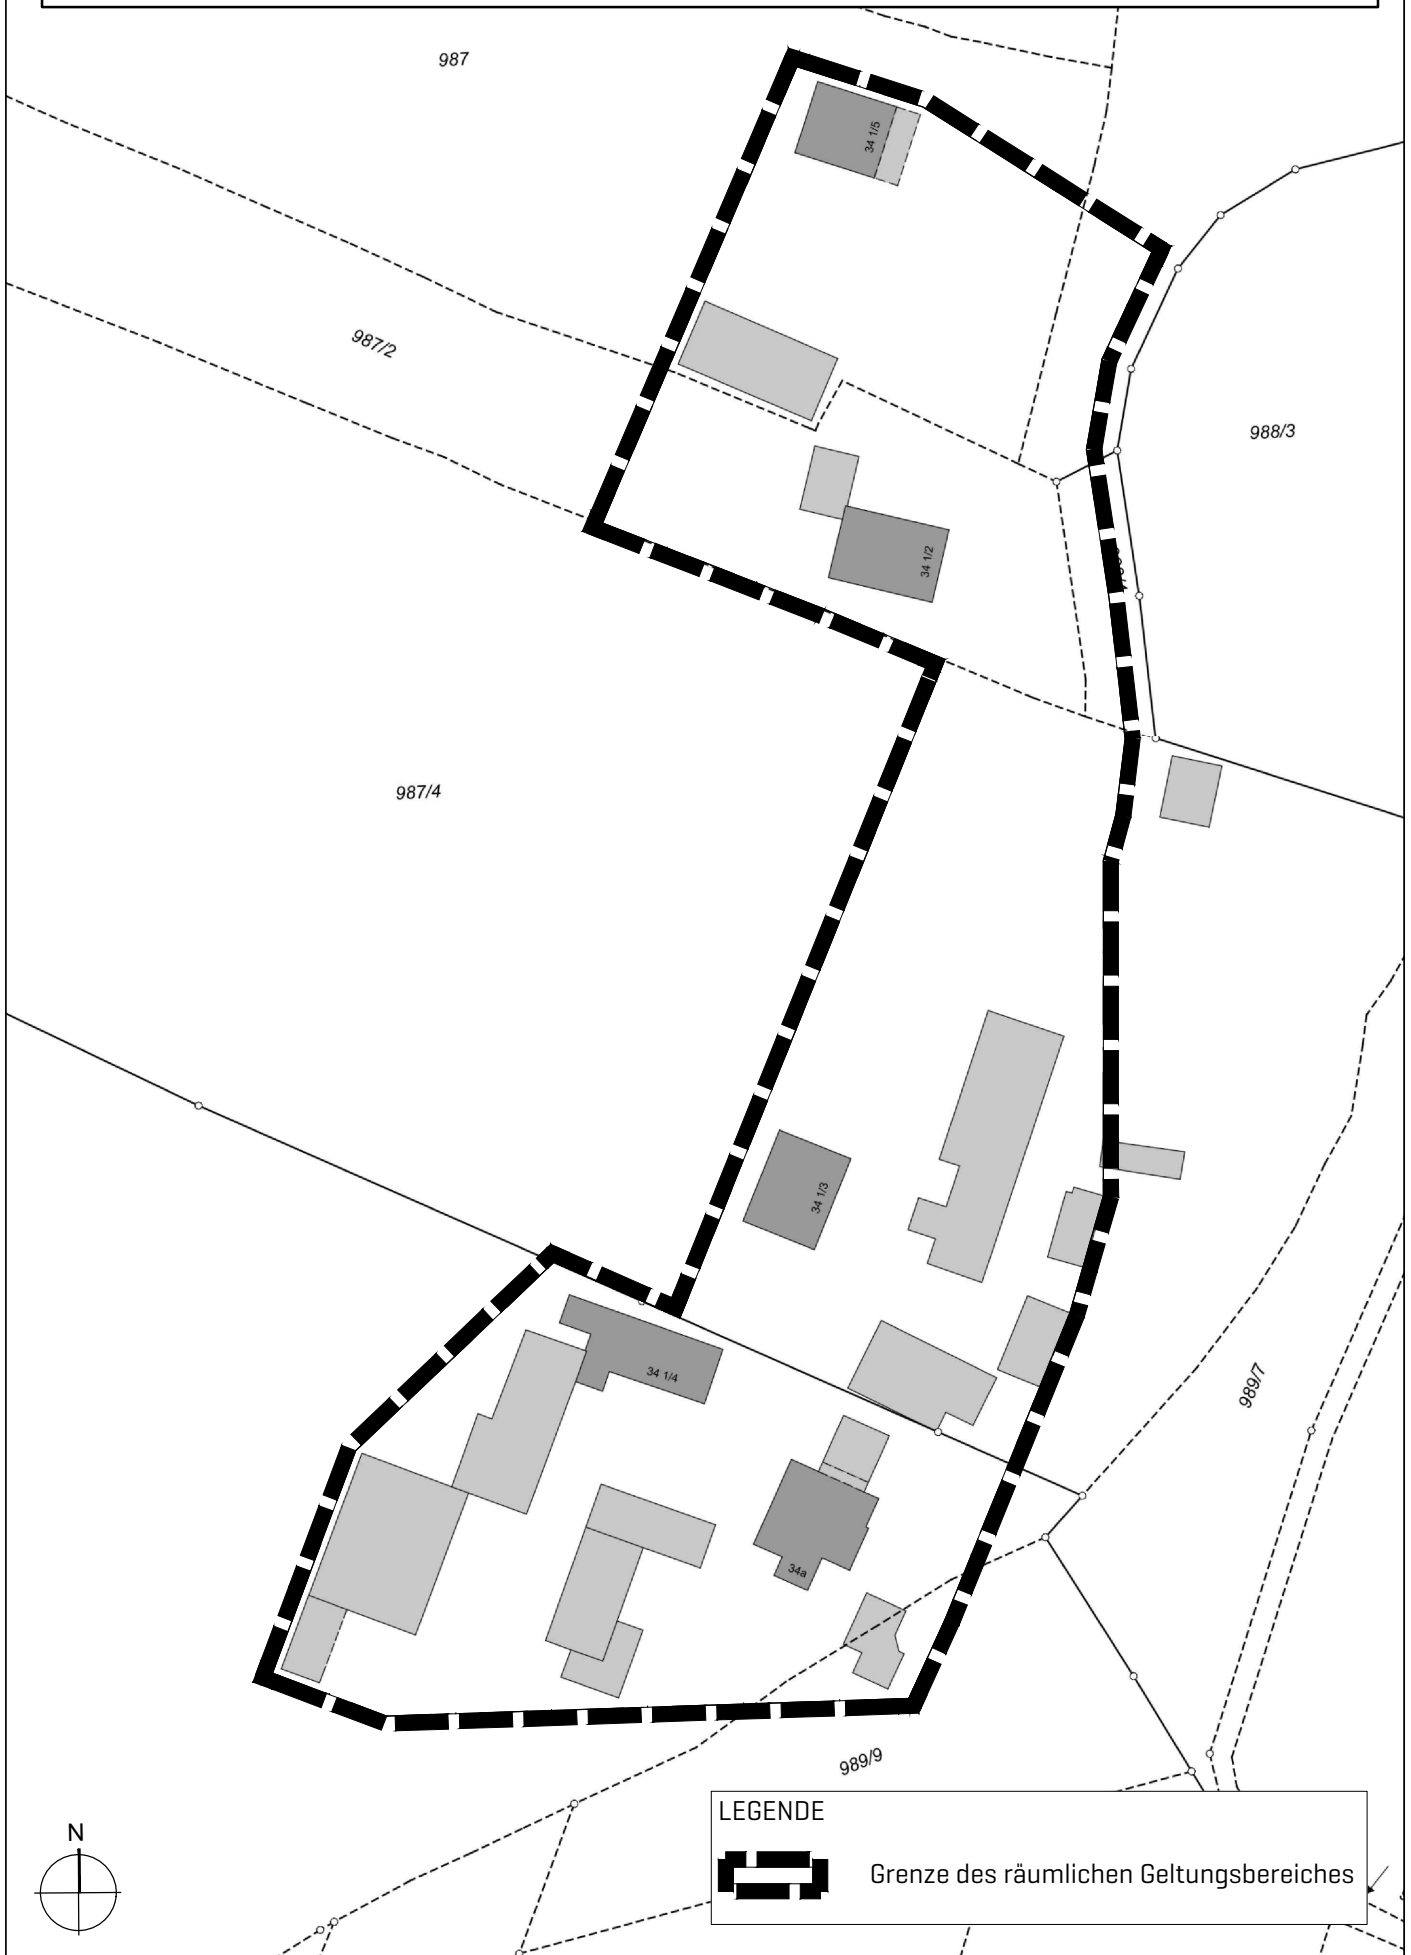 987
34 1/5
987/2
988/3
34 1/2
987/4
34 1/3
34 1/4
989/7
34a
989/9
LEGENDE
Grenze des räumlichen Geltungsbereiches
N